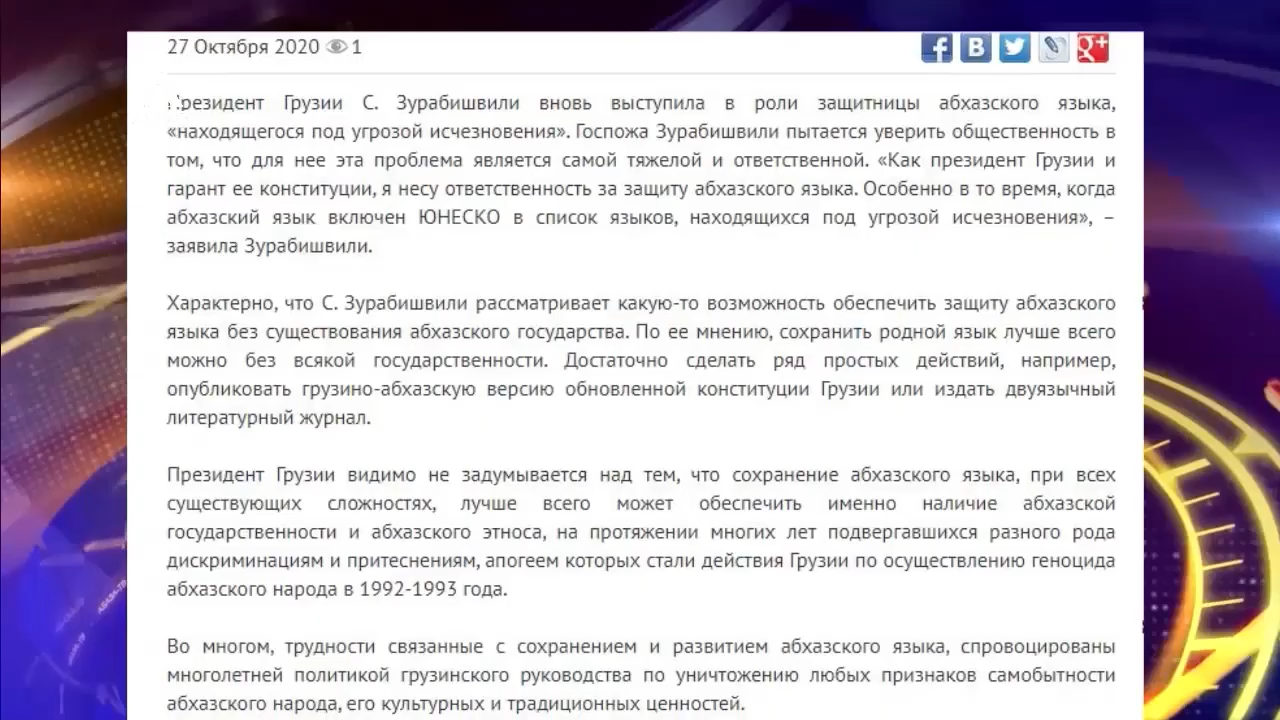 27 Октября 2020 1
Президент Грузии С. Зурабишвили вновь выступила в роли защитницы абхазского языка,
«находящегося под угрозой исчезновения». Госпожа Зурабишвили пытается уверить общественность в
том, что для нее эта проблема является самой тяжелой и ответственной. «Как президент Грузии и
гарант ее конституции, я несу ответственность за защиту абхазского языка. Особенно в то время, когда
абхазский язык включен ЮНЕСКО в список языков, находящихся под угрозой исчезновения», –
заявила Зурабишвили.
Характерно, что С. Зурабишвили рассматривает какую-то возможность обеспечить защиту абхазского
языка без существования абхазского государства. По ее мнению, сохранить родной язык лучше всего
можно без всякой государственности. Достаточно сделать ряд простых действий, например,
опубликовать грузино-абхазскую версию обновленной конституции Грузии или издать двуязычный
литературный журнал.
Президент Грузии видимо не задумывается над тем, что сохранение абхазского языка, при всех
существующих сложностях, лучше всего может обеспечить именно наличие абхазской
государственности и абхазского этноса, на протяжении многих лет подвергавшихся разного рода
дискриминациям и притеснениям, апогеем которых стали действия Грузии по осуществлению геноцида
абхазского народа в 1992-1993 года.
Во многом, трудности связанные с сохранением и развитием абхазского языка, спровоцированы
многолетней политикой грузинского руководства по уничтожению любых признаков самобытности
абхазского народа, его культурных и традиционных ценностей.